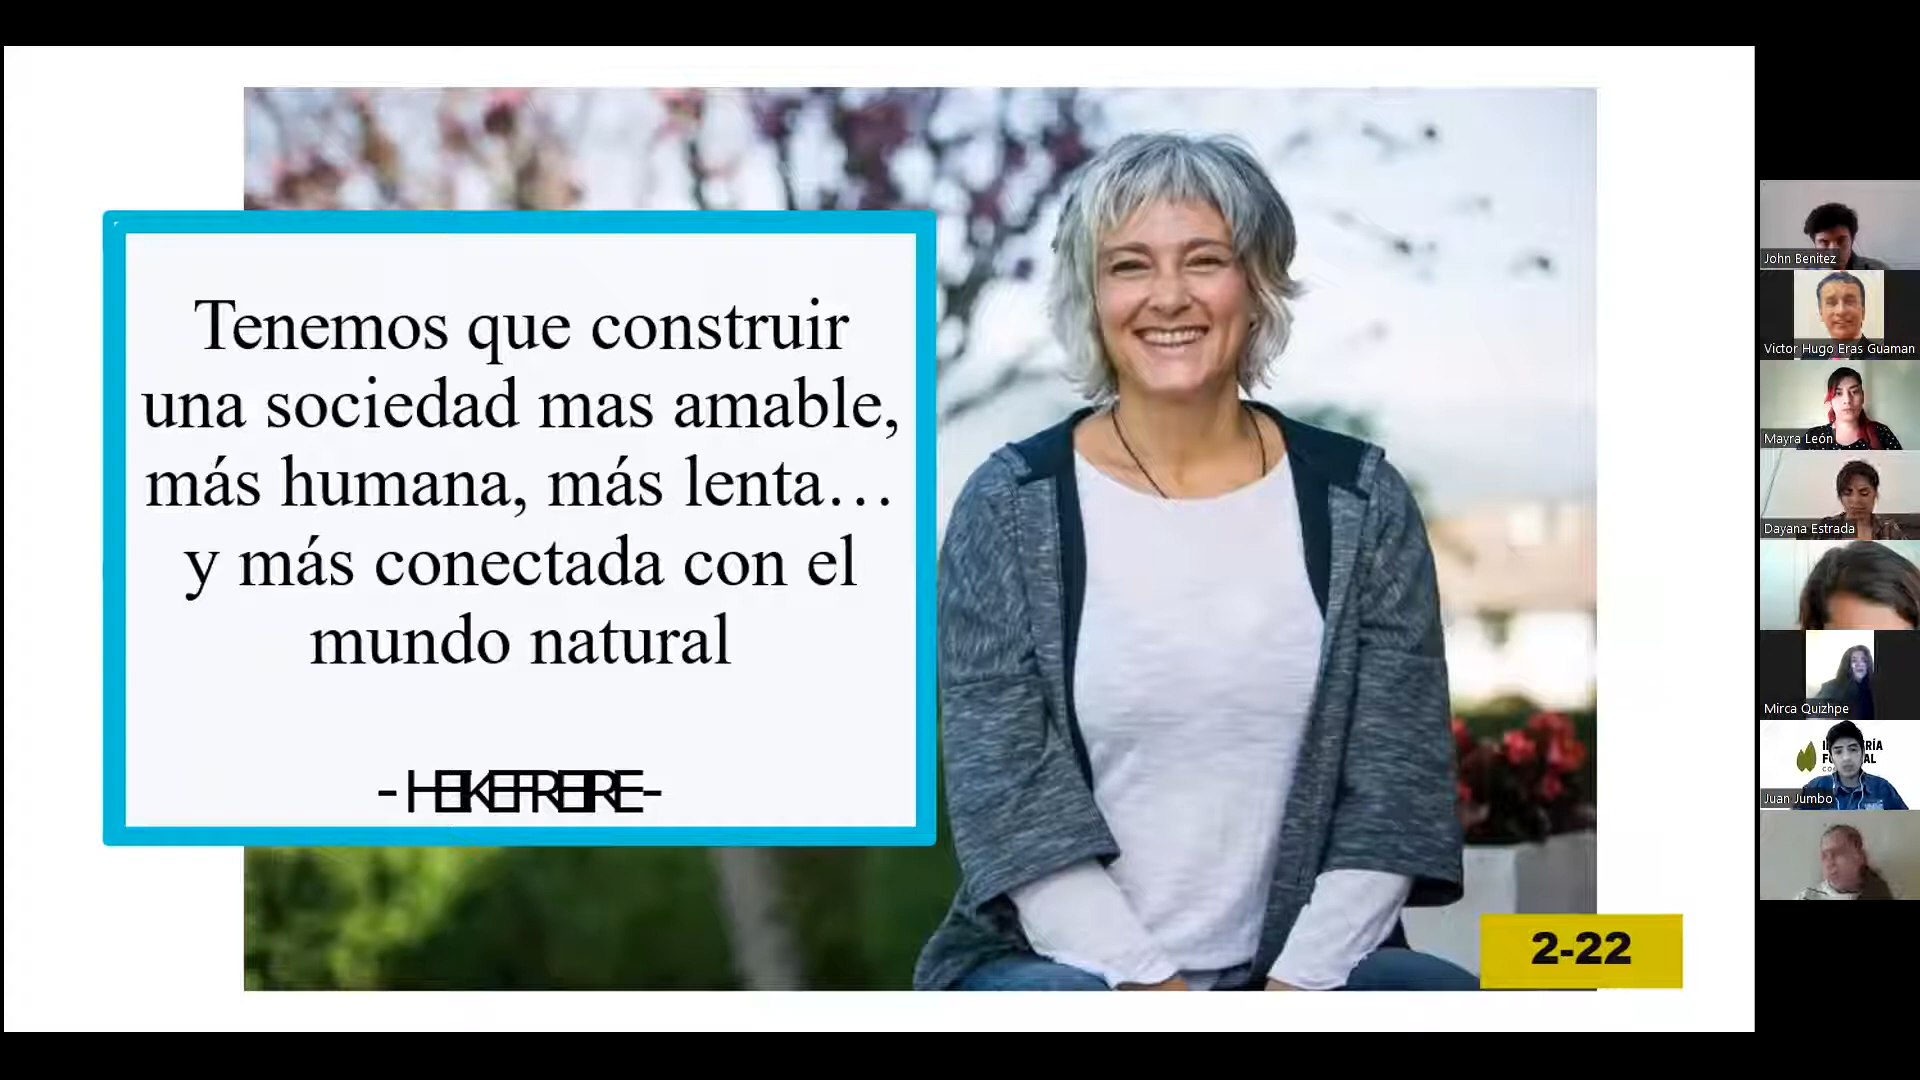 Tenemos que construir
una sociedad mas amable,
más humana, más lenta…
y más conectada con el
mundo natural
- HEIKE FREIRE -
2-22
John Benitez
Victor Hugo Eras Guaman
Mayra León
Dayana Estrada
Mirca Quizhpe
Juan Jumbo